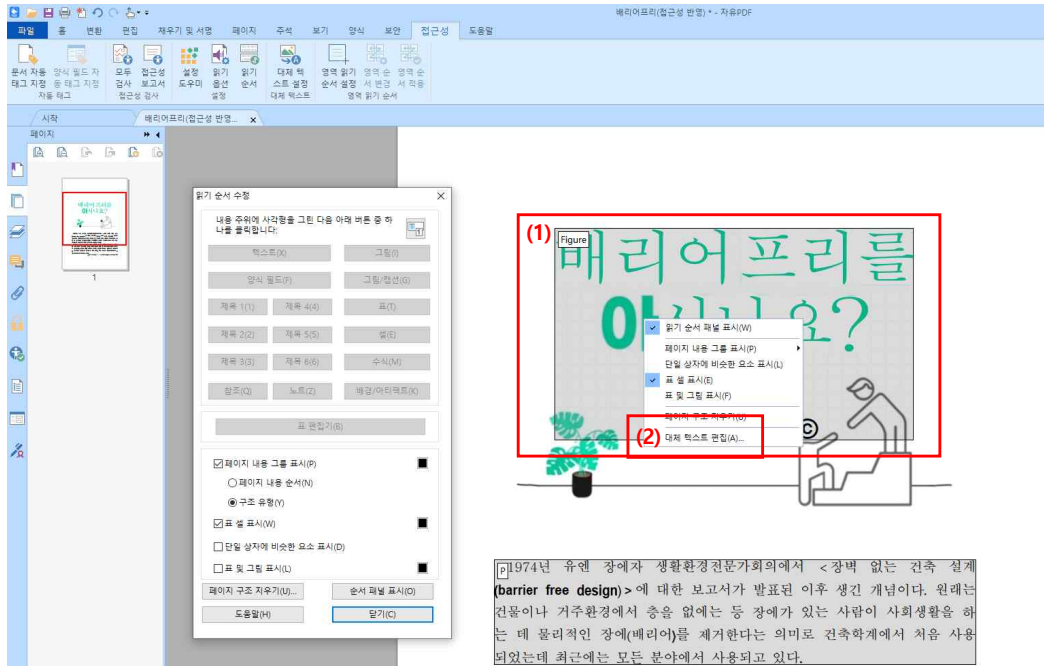 배리어프리(접근성 반영) * - 자유PDF
파일 홈 변환 편집 채우기 및 서명 페이지 주석 보기 양식 보안 접근성 도움말
문서 자동 태그 지정 양식 필드 자동 태그 지정 모두 검사 접근성 보고서 설정 도우미 읽기 옵션 읽기 순서 대체 텍스트 설정 영역 읽기 순서 설정 영역 순서 변경 영역 순서 적용
자동 태그 접근성 검사 설정 대체 텍스트 영역 읽기 순서
시작 배리어프리(접근성 반영... x
페이지
1
읽기 순서 수정
내용 주위에 사각형을 그린 다음 아래 버튼 중 하
나를 클릭합니다:
텍스트(X) 그림(I)
양식 필드(F) 그림/캡션(G)
제목 1(1) 제목 4(4) 표(T)
제목 2(2) 제목 5(5) 셀(E)
제목 3(3) 제목 6(6) 수식(M)
참조(Q) 노트(Z) 배경/아티팩트(K)
표 편집기(B)
페이지 내용 그룹 표시(P)
페이지 내용 순서(N)
구조 유형(Y)
표 셀 표시(W)
단일 상자에 비슷한 요소 표시(D)
표 및 그림 표시(L)
페이지 구조 지우기(U)... 순서 패널 표시(O)
도움말(H) 닫기(C)
(1)
Figure
배리어프리를
아시나요?
읽기 순서 패널 표시(W)
페이지 내용 그룹 표시(P)
단일 상자에 비슷한 요소 표시(L)
표 셀 표시(E)
표 및 그림 표시(F)
페이지 구조 지우기(U)
(2) 대체 텍스트 편집(A)...
©
P 1974년 유엔 장애자 생활환경전문가회의에서 <장벽 없는 건축 설계
(barrier free design)>에 대한 보고서가 발표된 이후 생긴 개념이다. 원래는
건물이나 거주환경에서 층을 없애는 등 장애가 있는 사람이 사회생활을 하
는 데 물리적인 장애(배리어)를 제거한다는 의미로 건축학계에서 처음 사용
되었는데 최근에는 모든 분야에서 사용되고 있다.